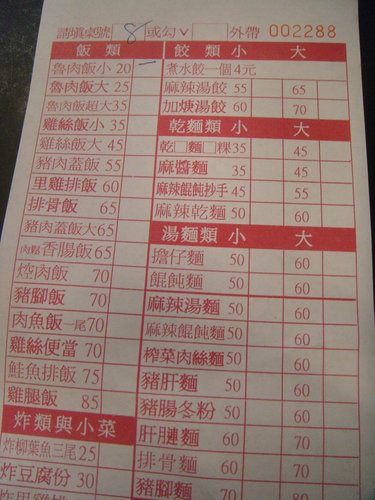 請填桌號 8 或勾∨ 外帶 002288
飯類
魯肉飯小 20 一
魯肉飯大 25
魯肉飯超大 35
雞絲飯小 35
雞絲飯大 45
豬肉蓋飯 55
里雞排飯 60
排骨飯 65
豬肉蓋飯大 65
肉點香腸飯 65
焢肉飯 70
豬腳飯 70
肉魚飯一尾 70
雞絲便當 70
鮭魚排飯 75
雞腿飯 85
炸類與小菜
炸柳葉魚三尾 25
炸豆腐份 30
餃類 小 大
煮水餃一個4元
麻辣湯餃 55 65
加焿湯餃 60 70
乾麵類 小 大
乾□麵□粿 35 45
麻醬麵 35 45
麻辣餛飩抄手 45 55
麻辣乾麵 50 60
湯麵類 小 大
擔仔麵 50 60
餛飩麵 50 60
麻辣湯麵 50 60
麻辣餛飩麵 50 60
榨菜肉絲麵 50 60
豬肝麵 50 60
豬腸冬粉 50 60
肝腱麵 60 70
排骨麵 60 70
豬腳麵 70 80